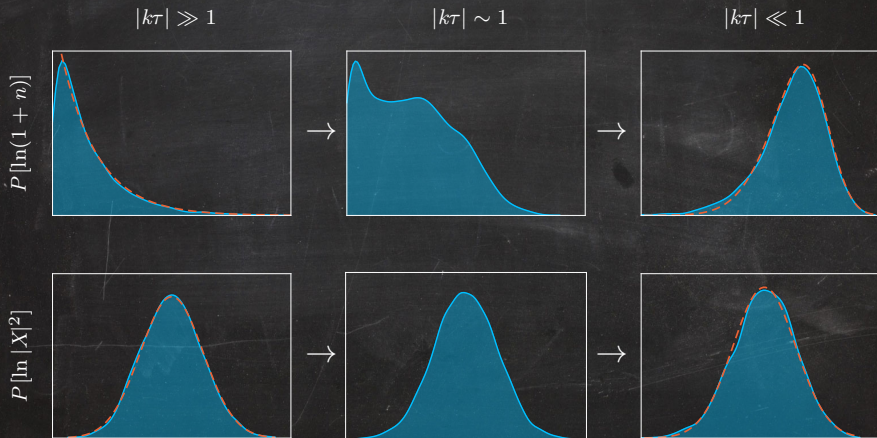 |kτ| ≫ 1
|kτ| ∼ 1
|kτ| ≪ 1
P[ln(1 + n)]
→
→
P[ln |X|²]
→
→